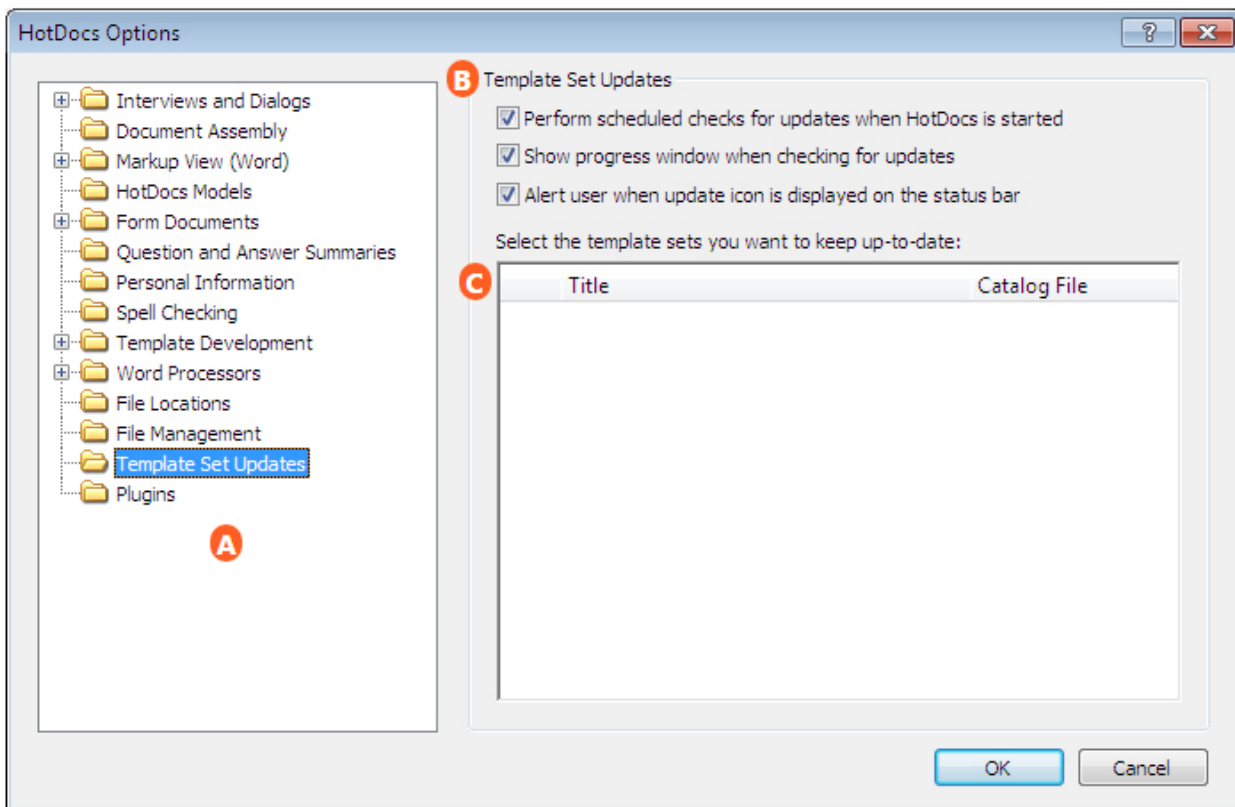 HotDocs Options
Interviews and Dialogs
Document Assembly
Markup View (Word)
HotDocs Models
Form Documents
Question and Answer Summaries
Personal Information
Spell Checking
Template Development
Word Processors
File Locations
File Management
Template Set Updates
Plugins
A
B Template Set Updates
Perform scheduled checks for updates when HotDocs is started
Show progress window when checking for updates
Alert user when update icon is displayed on the status bar
Select the template sets you want to keep up-to-date:
C Title Catalog File
OK Cancel